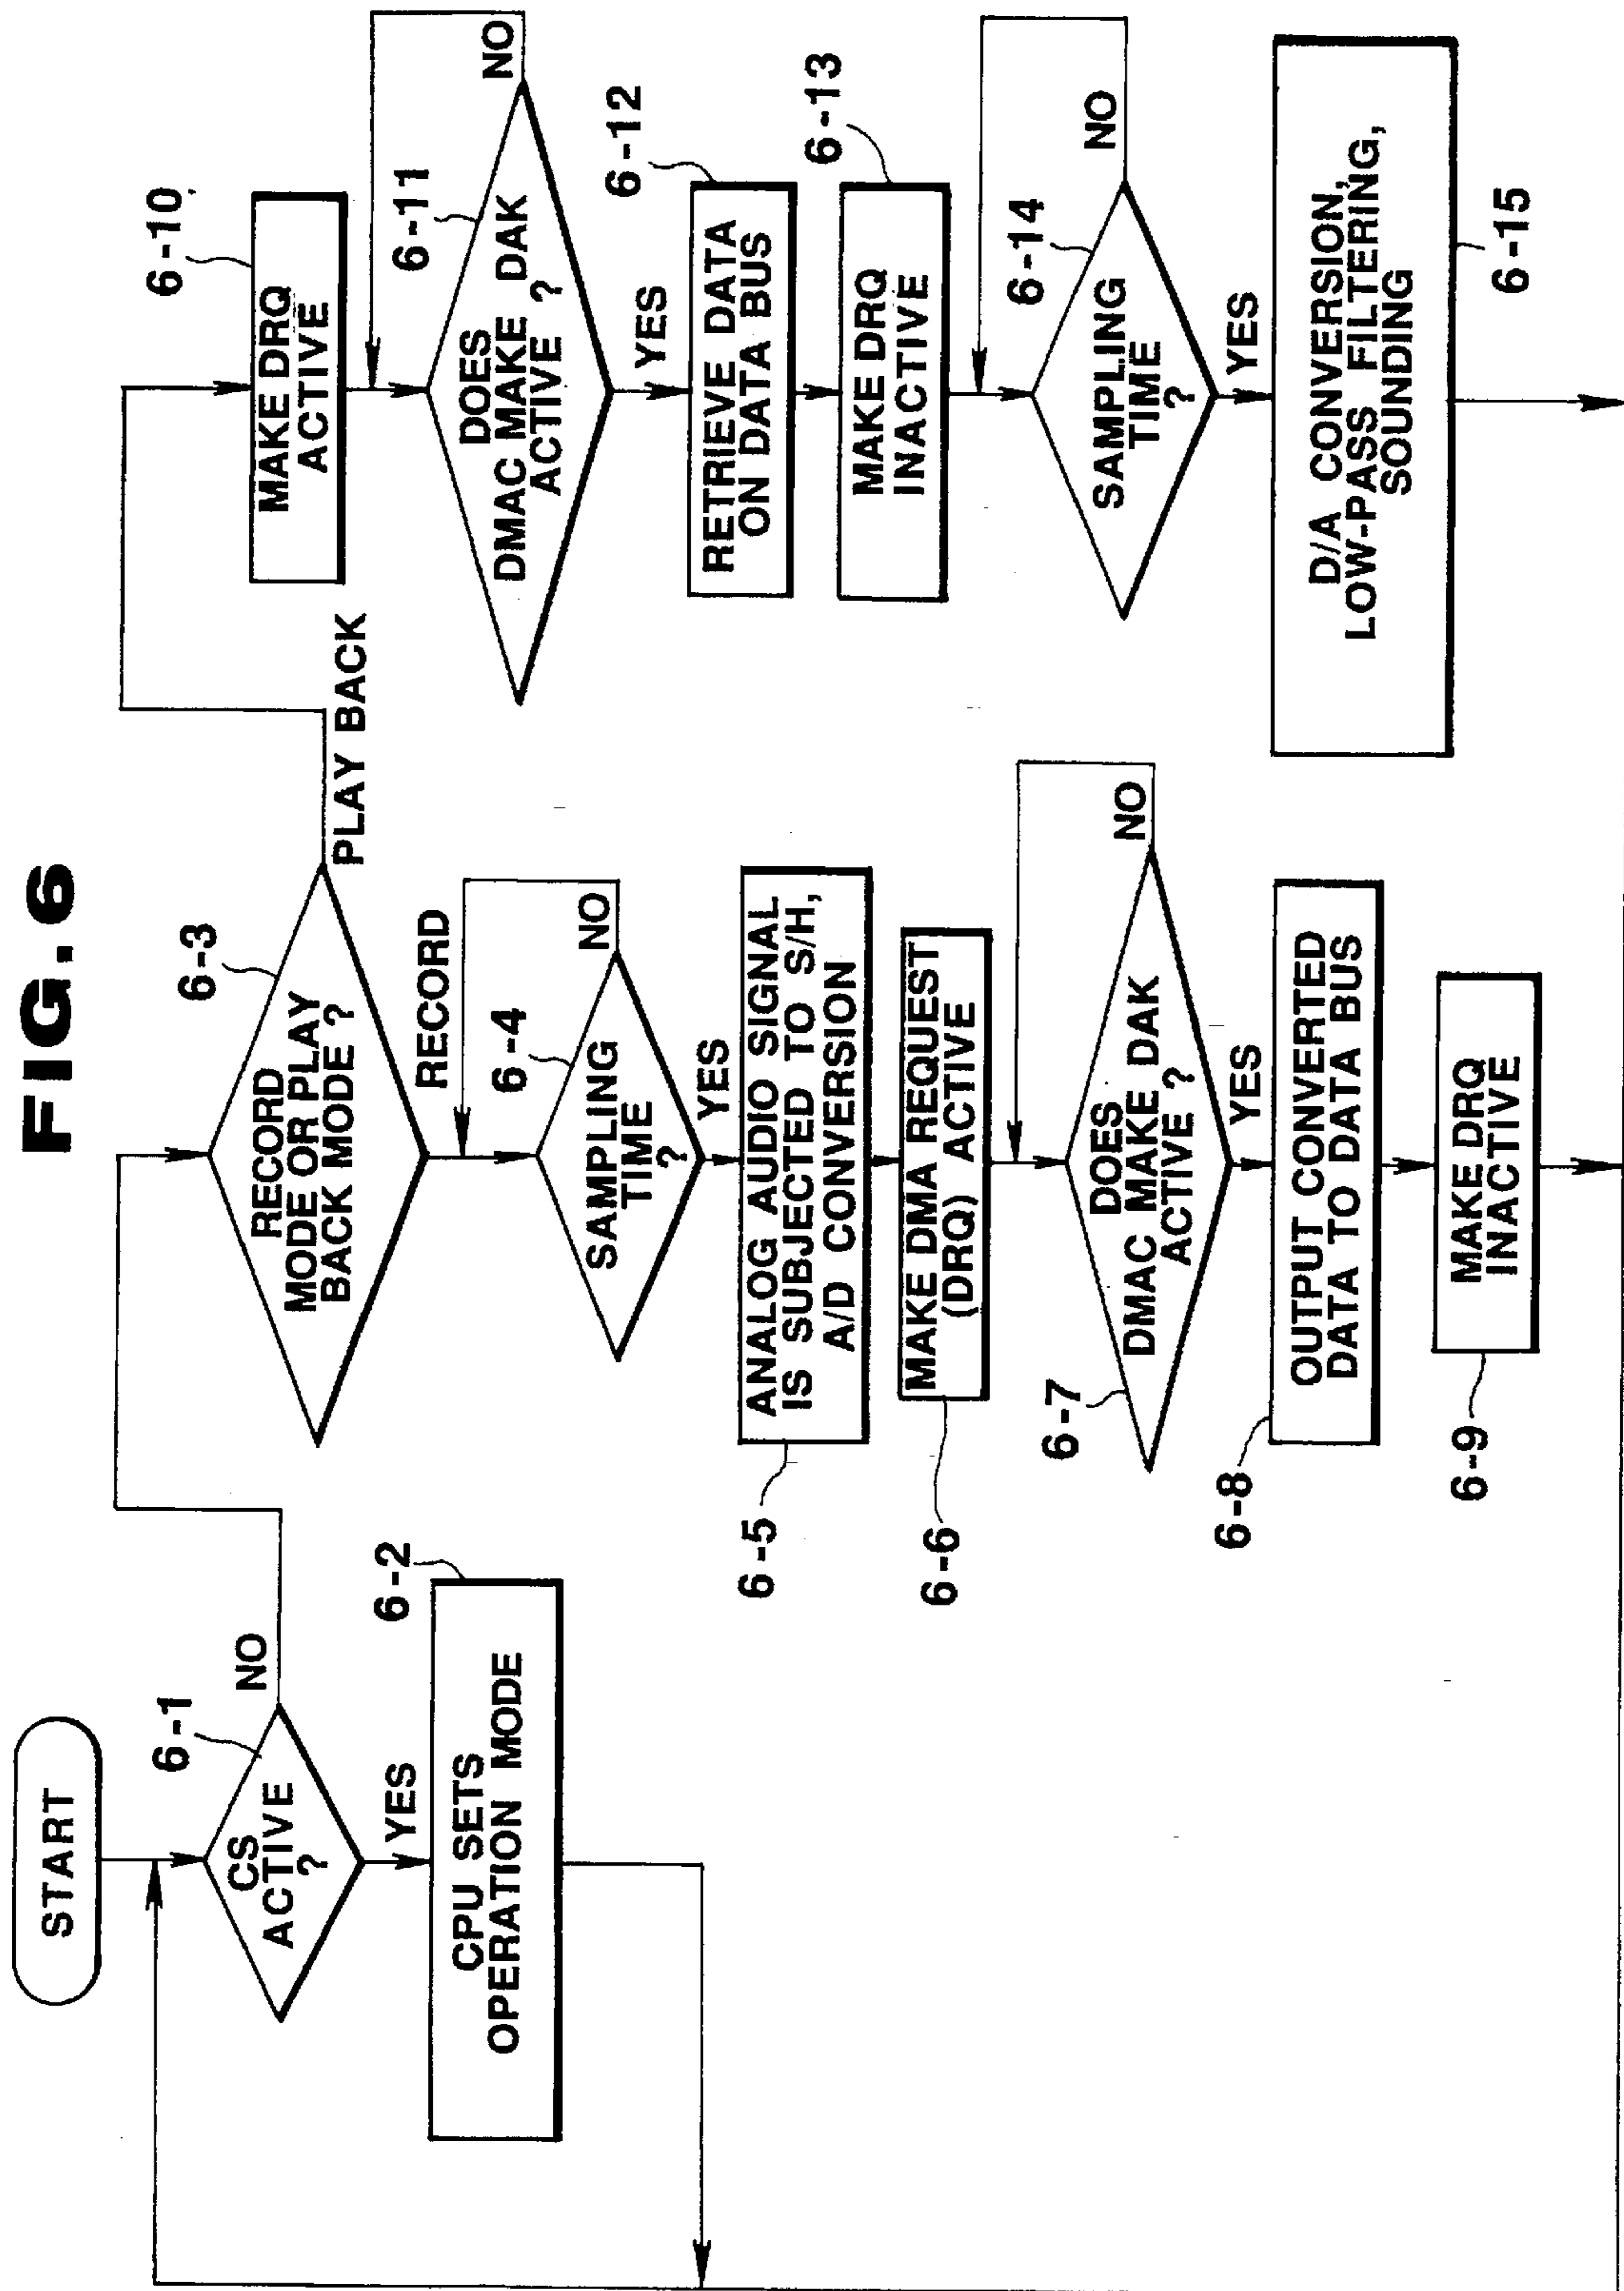 FIG.6
START
6-1
CS
ACTIVE
?
NO
YES
6-2
CPU SETS
OPERATION MODE
6-3
RECORD
MODE OR PLAY
BACK MODE ?
PLAY BACK
RECORD
6-4
SAMPLING
TIME
?
NO
YES
6-5
ANALOG AUDIO SIGNAL
IS SUBJECTED TO S/H,
A/D CONVERSION
6-6
MAKE DMA REQUEST
(DRQ) ACTIVE
6-7
DOES
DMAC MAKE DAK
ACTIVE ?
NO
YES
6-8
OUTPUT CONVERTED
DATA TO DATA BUS
6-9
MAKE DRQ
INACTIVE
6-10
MAKE DRQ
ACTIVE
6-11
DOES
DMAC MAKE DAK
ACTIVE ?
NO
YES
6-12
RETRIEVE DATA
ON DATA BUS
6-13
MAKE DRQ
INACTIVE
6-14
SAMPLING
TIME
?
NO
YES
D/A CONVERSION,
LOW-PASS FILTERING,
SOUNDING
6-15